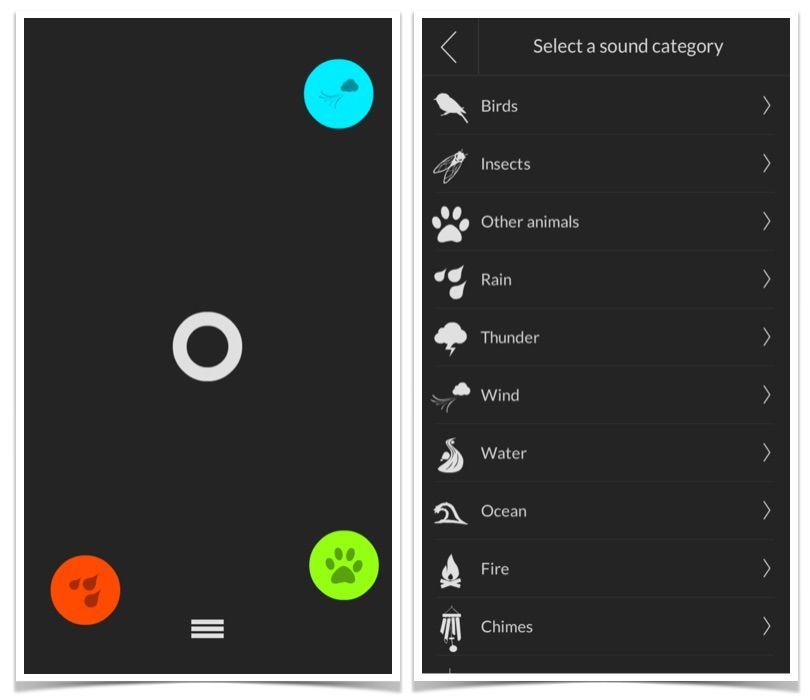 Select a sound category
Birds
Insects
Other animals
Rain
Thunder
Wind
Water
Ocean
Fire
Chimes